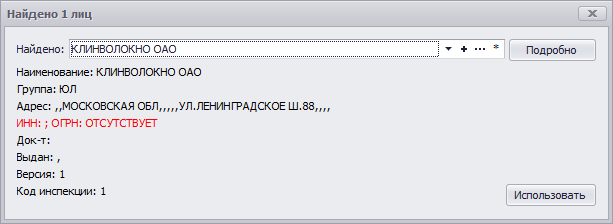 Найдено 1 лиц
Найдено: КЛИНВОЛОКНО ОАО
Подробно
Наименование: КЛИНВОЛОКНО ОАО
Группа: ЮЛ
Адрес: ,,МОСКОВСКАЯ ОБЛ,,,,,УЛ.ЛЕНИНГРАДСКОЕ Ш.88,,,,
ИНН: ; ОГРН: ОТСУТСТВУЕТ
Док-т:
Выдан: ,
Версия: 1
Код инспекции: 1
Использовать